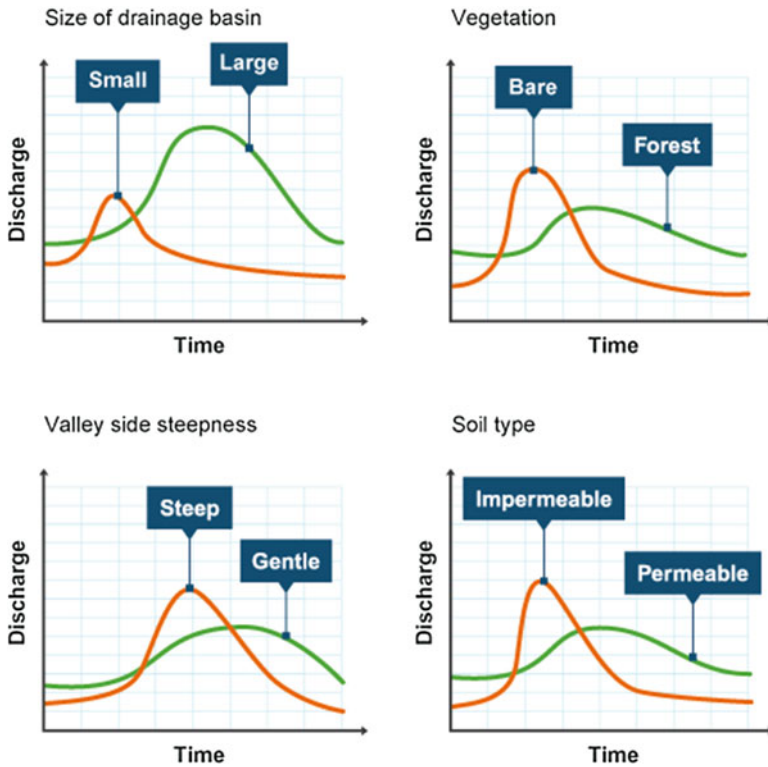 Size of drainage basin
Small
Large
Discharge
Time
Vegetation
Bare
Forest
Discharge
Time
Valley side steepness
Steep
Gentle
Discharge
Time
Soil type
Impermeable
Permeable
Discharge
Time